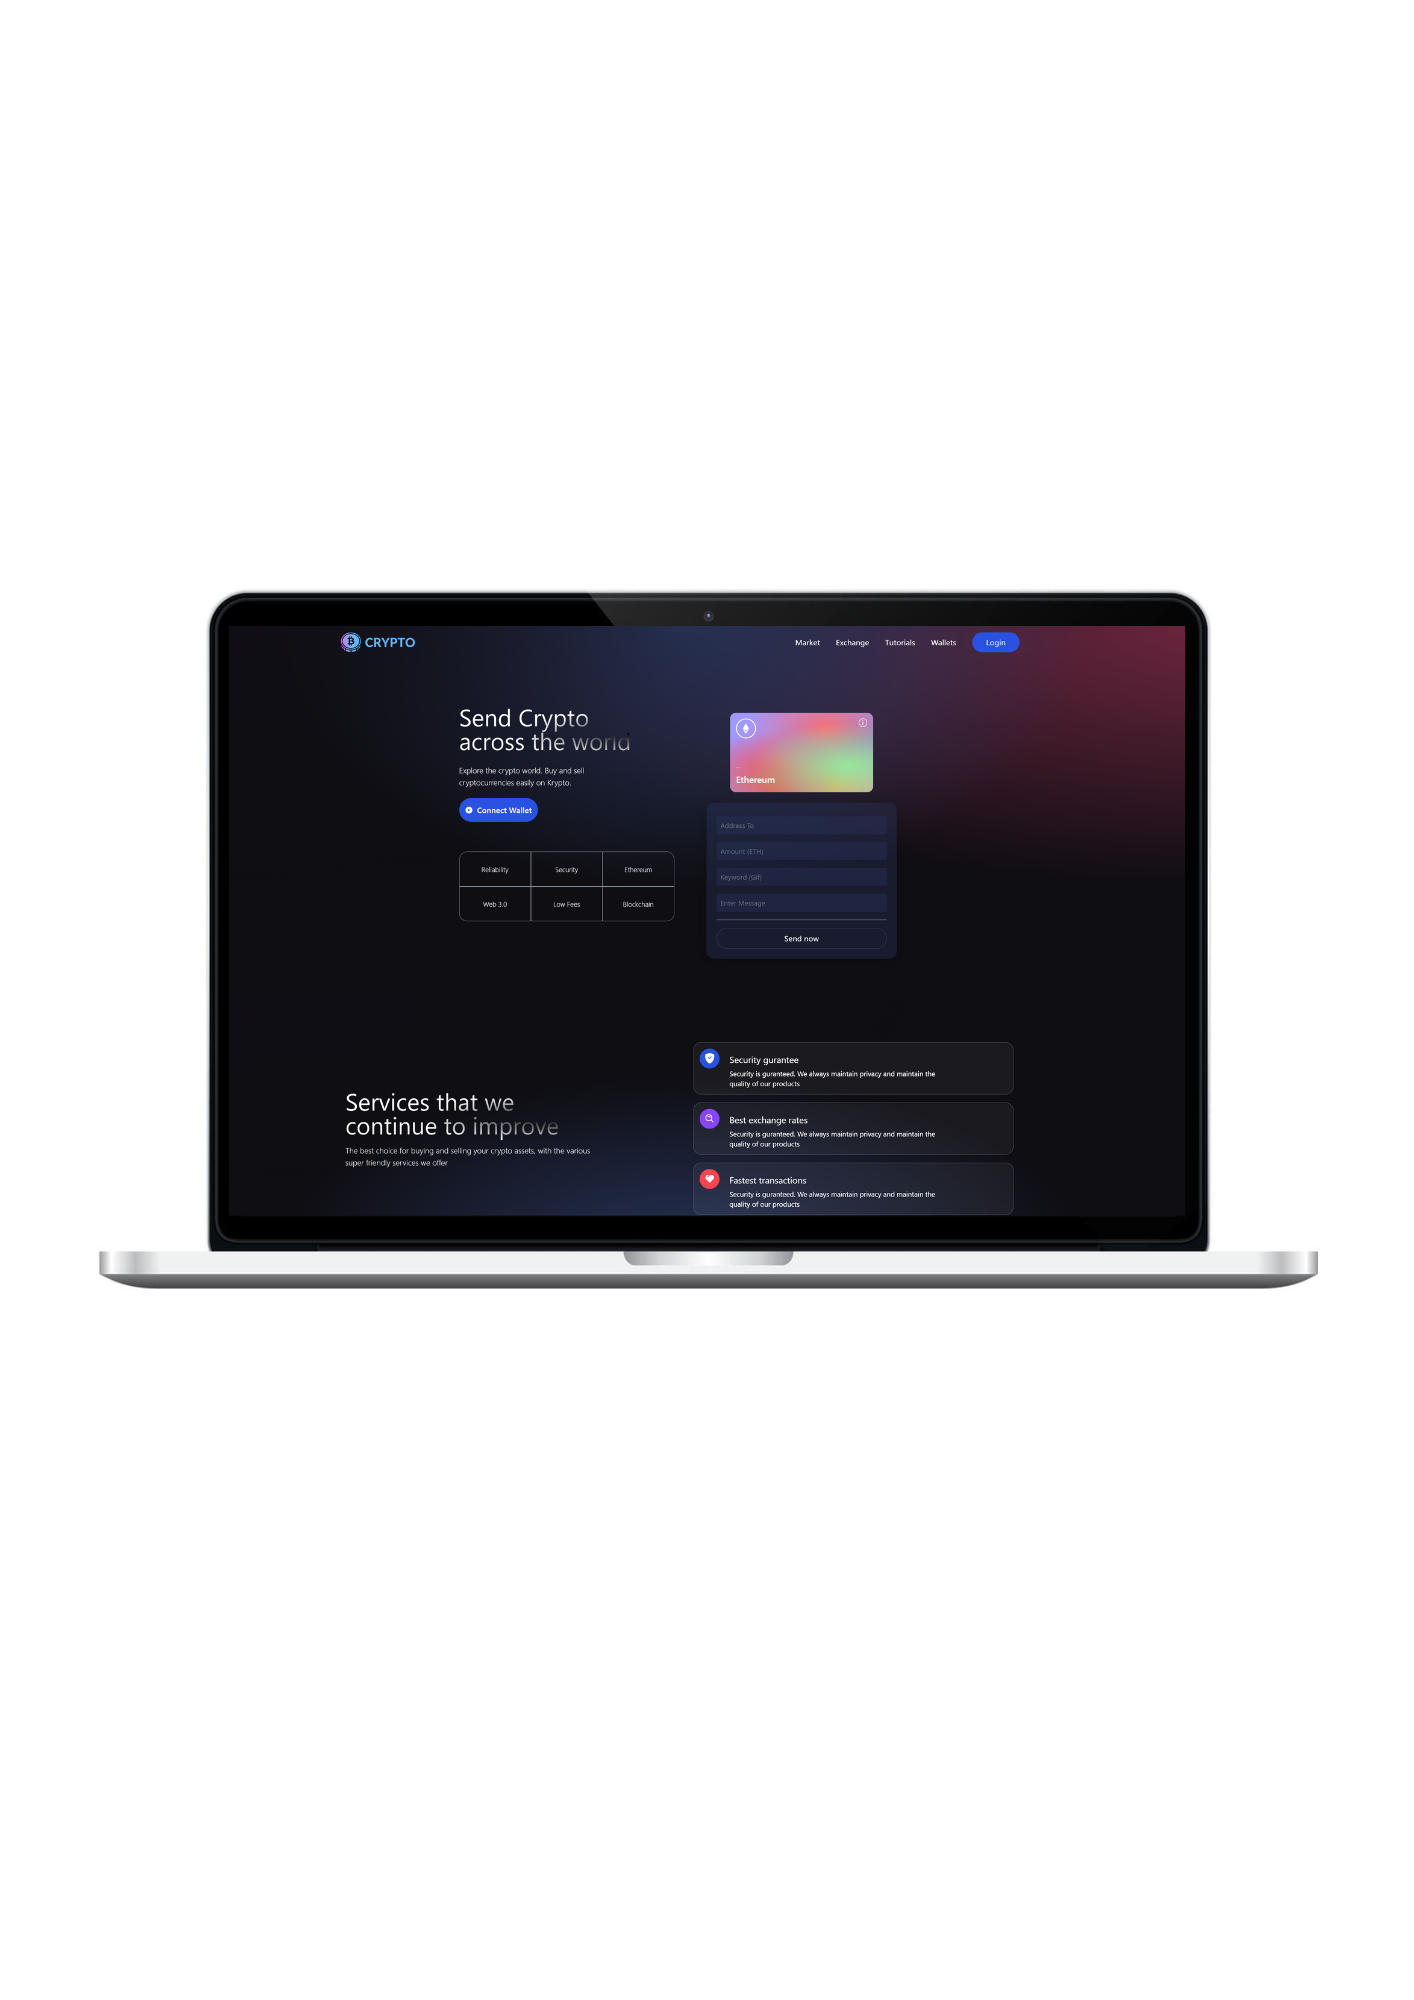 CRYPTO
Market Exchange Tutorials Wallets Login
Send Crypto
across the world
Explore the crypto world. Buy and sell
cryptocurrencies easily on Krypto.
Connect Wallet
Reliability Security Ethereum
Web 3.0 Low Fees Blockchain
Ethereum
Address To
Amount (ETH)
Keyword (Gif)
Enter Message
Send now
Services that we
continue to improve
The best choice for buying and selling your crypto assets, with the various
super friendly services we offer
Security gurantee
Security is guranteed. We always maintain privacy and maintain the
quality of our products
Best exchange rates
Security is guranteed. We always maintain privacy and maintain the
quality of our products
Fastest transactions
Security is guranteed. We always maintain privacy and maintain the
quality of our products